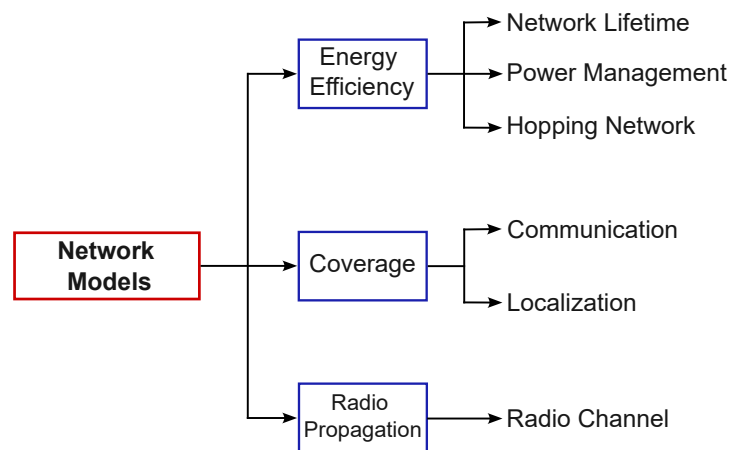 Network
Models
Energy
Efficiency
Network Lifetime
Power Management
Hopping Network
Coverage
Communication
Localization
Radio
Propagation
Radio Channel